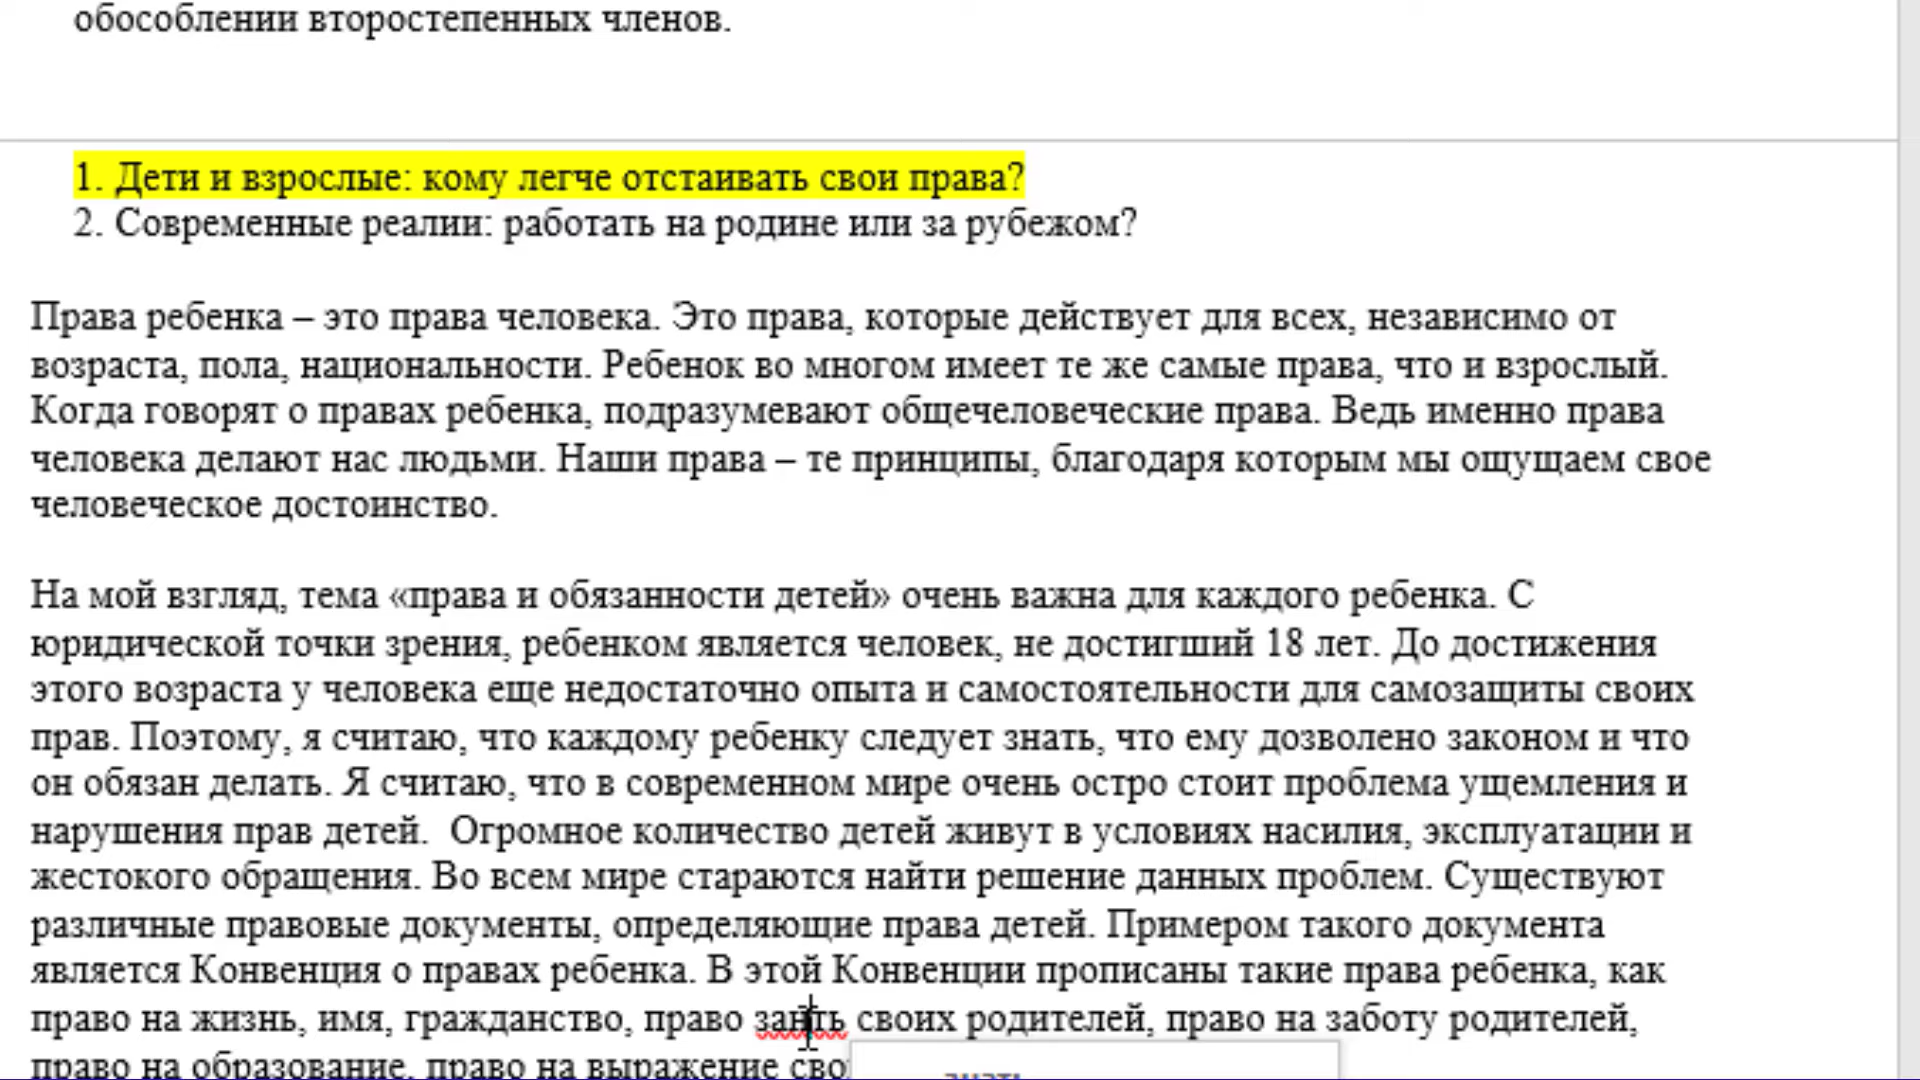 обособлении второстепенных членов.
1. Дети и взрослые: кому легче отстаивать свои права?
2. Современные реалии: работать на родине или за рубежом?
Права ребенка – это права человека. Это права, которые действует для всех, независимо от
возраста, пола, национальности. Ребенок во многом имеет те же самые права, что и взрослый.
Когда говорят о правах ребенка, подразумевают общечеловеческие права. Ведь именно права
человека делают нас людьми. Наши права – те принципы, благодаря которым мы ощущаем свое
человеческое достоинство.
На мой взгляд, тема «права и обязанности детей» очень важна для каждого ребенка. С
юридической точки зрения, ребенком является человек, не достигший 18 лет. До достижения
этого возраста у человека еще недостаточно опыта и самостоятельности для самозащиты своих
прав. Поэтому, я считаю, что каждому ребенку следует знать, что ему дозволено законом и что
он обязан делать. Я считаю, что в современном мире очень остро стоит проблема ущемления и
нарушения прав детей.  Огромное количество детей живут в условиях насилия, эксплуатации и
жестокого обращения. Во всем мире стараются найти решение данных проблем. Существуют
различные правовые документы, определяющие права детей. Примером такого документа
является Конвенция о правах ребенка. В этой Конвенции прописаны такие права ребенка, как
право на жизнь, имя, гражданство, право занть своих родителей, право на заботу родителей,
право на образование, право на выражение сво
знать